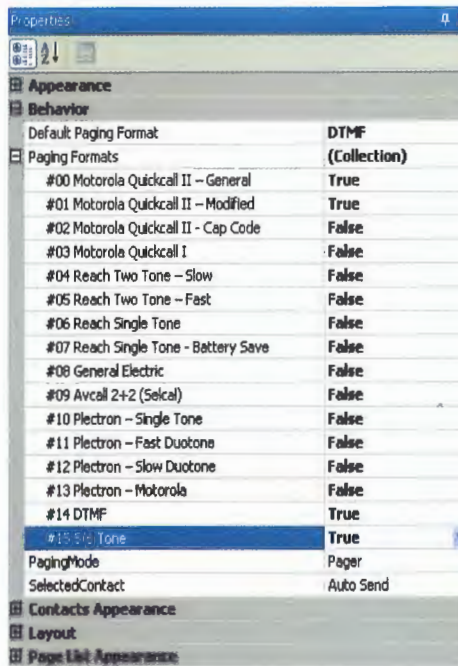 Properties
Appearance
Behavior
Default Paging Format DTMF
Paging Formats (Collection)
#00 Motorola Quickcall II – General True
#01 Motorola Quickcall II – Modified True
#02 Motorola Quickcall II - Cap Code False
#03 Motorola Quickcall I False
#04 Reach Two Tone – Slow False
#05 Reach Two Tone – Fast False
#06 Reach Single Tone False
#07 Reach Single Tone - Battery Save False
#08 General Electric False
#09 Avcall 2+2 (Selcal) False
#10 Plectron – Single Tone False
#11 Plectron – Fast Duotone False
#12 Plectron – Slow Duotone False
#13 Plectron – Motorola False
#14 DTMF True
#15 Tone True
PagingMode Pager
SelectedContact Auto Send
Contacts Appearance
Layout
Page List Appearance